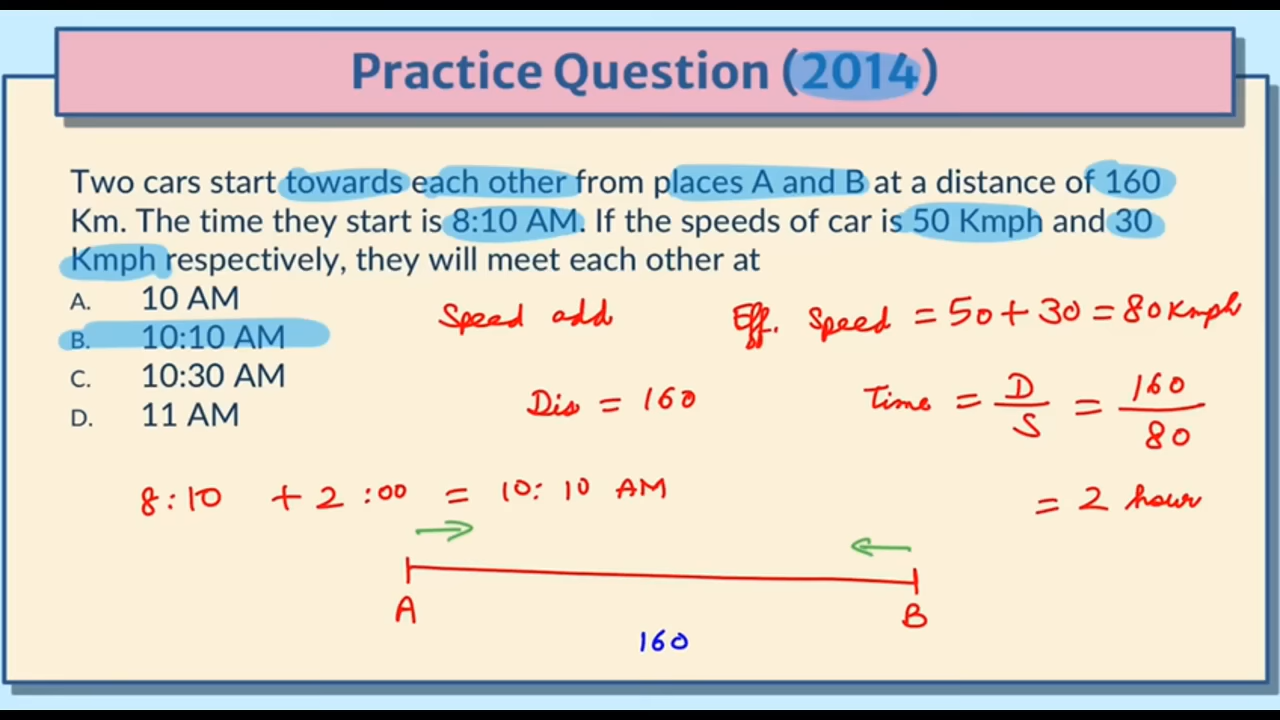 Practice Question (2014)
Two cars start towards each other from places A and B at a distance of 160
Km. The time they start is 8:10 AM. If the speeds of car is 50 Kmph and 30
Kmph respectively, they will meet each other at
A. 10 AM
B. 10:10 AM
C. 10:30 AM
D. 11 AM
Speed add
Eff. Speed = 50 + 30 = 80 Kmph
Dis = 160
Time = D/S = 160/80
= 2 hour
8:10 + 2:00 = 10:10 AM
A B
160